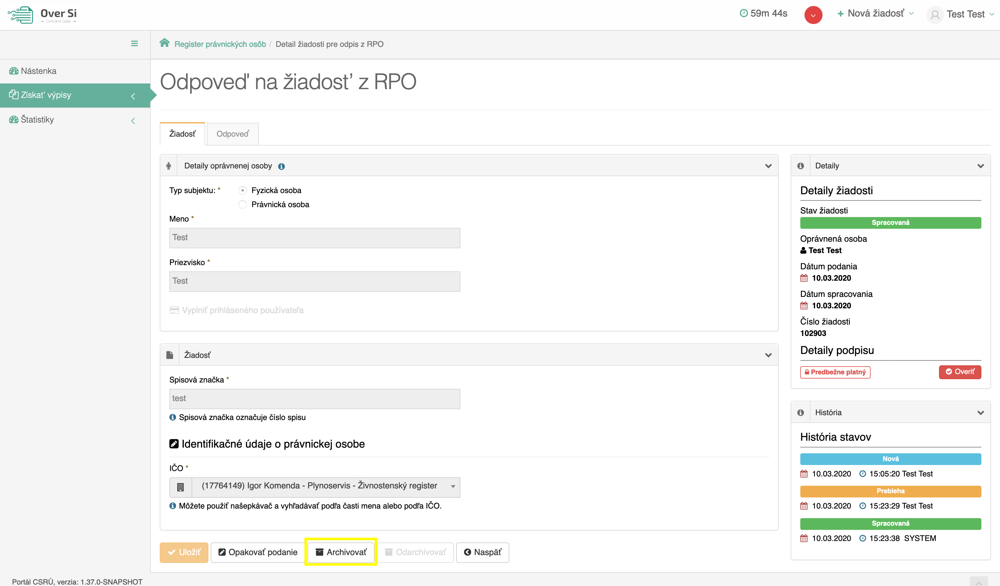 Over Si
Centrálne údaje
59m 44s
Nová žiadosť
Test Test
Register právnických osôb / Detail žiadosti pre odpis z RPO
Nástenka
Získať výpisy
Štatistiky
Odpoveď na žiadosť z RPO
Žiadosť
Odpoveď
Detaily oprávnenej osoby
Typ subjektu: *
Fyzická osoba
Právnická osoba
Meno *
Test
Priezvisko *
Test
Vyplniť prihláseného používateľa
Žiadosť
Spisová značka *
test
Spisová značka označuje číslo spisu
Identifikačné údaje o právnickej osobe
IČO *
(17764149) Igor Komenda - Plynoservis - Živnostenský register
Môžete použiť našepkávač a vyhľadávať podľa časti mena alebo podľa IČO.
Uložiť
Opakovať podanie
Archivovať
Odarchivovať
Naspäť
Detaily
Detaily žiadosti
Stav žiadosti
Spracovaná
Oprávnená osoba
Test Test
Dátum podania
10.03.2020
Dátum spracovania
10.03.2020
Číslo žiadosti
102903
Detaily podpisu
Predbežne platný
Overiť
História
História stavov
Nová
10.03.2020 15:05:20 Test Test
Prebieha
10.03.2020 15:23:29 Test Test
Spracovaná
10.03.2020 15:23:38 SYSTEM
Portál CSRÚ, verzia: 1.37.0-SNAPSHOT